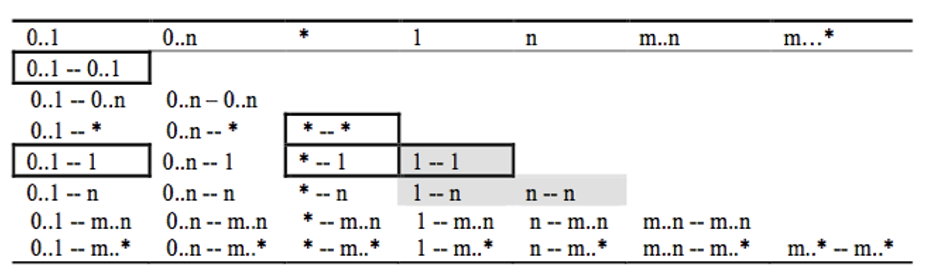 0..1 0..n * 1 n m..n m…*
0..1 -- 0..1
0..1 -- 0..n 0..n – 0..n
0..1 -- * 0..n -- * * -- *
0..1 -- 1 0..n -- 1 * -- 1 1 -- 1
0..1 -- n 0..n -- n * -- n 1 -- n n -- n
0..1 -- m..n 0..n -- m..n * -- m..n 1 -- m..n n -- m..n m..n -- m..n
0..1 -- m..* 0..n -- m..* * -- m..* 1 -- m..* n -- m..* m..n -- m..* m..* -- m..*